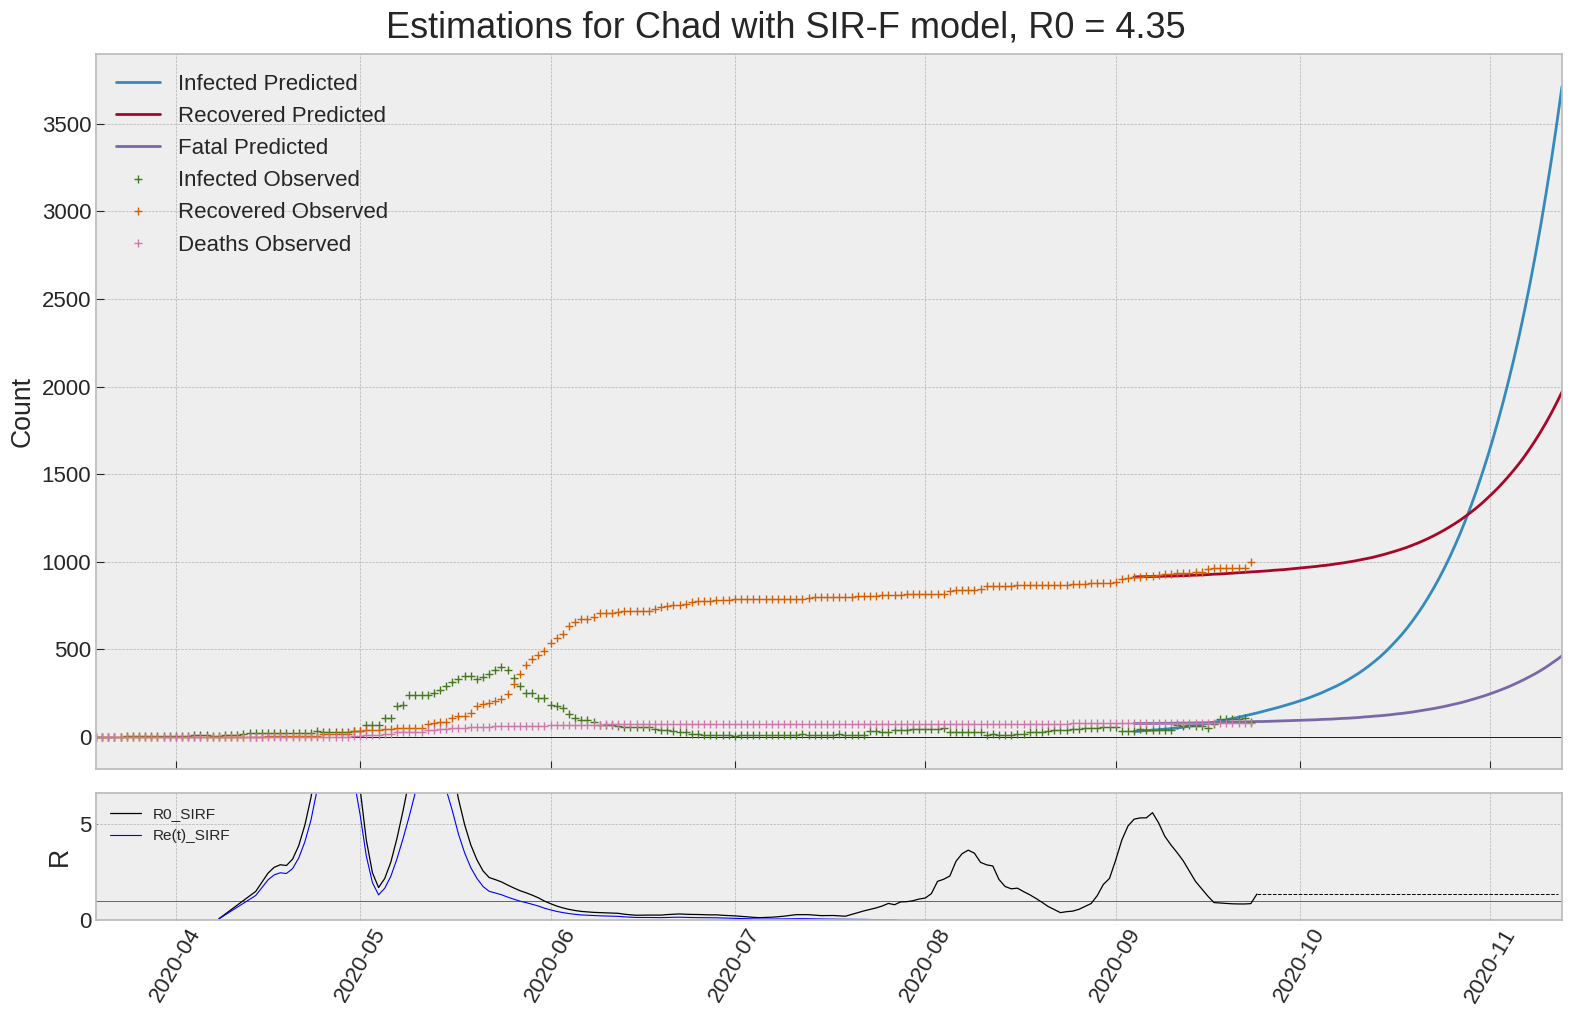 Estimations for Chad with SIR-F model, R0 = 4.35
Infected Predicted
Recovered Predicted
Fatal Predicted
Infected Observed
Recovered Observed
Deaths Observed
Count
3500
3000
2500
2000
1500
1000
500
0
R0_SIRF
Re(t)_SIRF
R
5
0
2020-04
2020-05
2020-06
2020-07
2020-08
2020-09
2020-10
2020-11